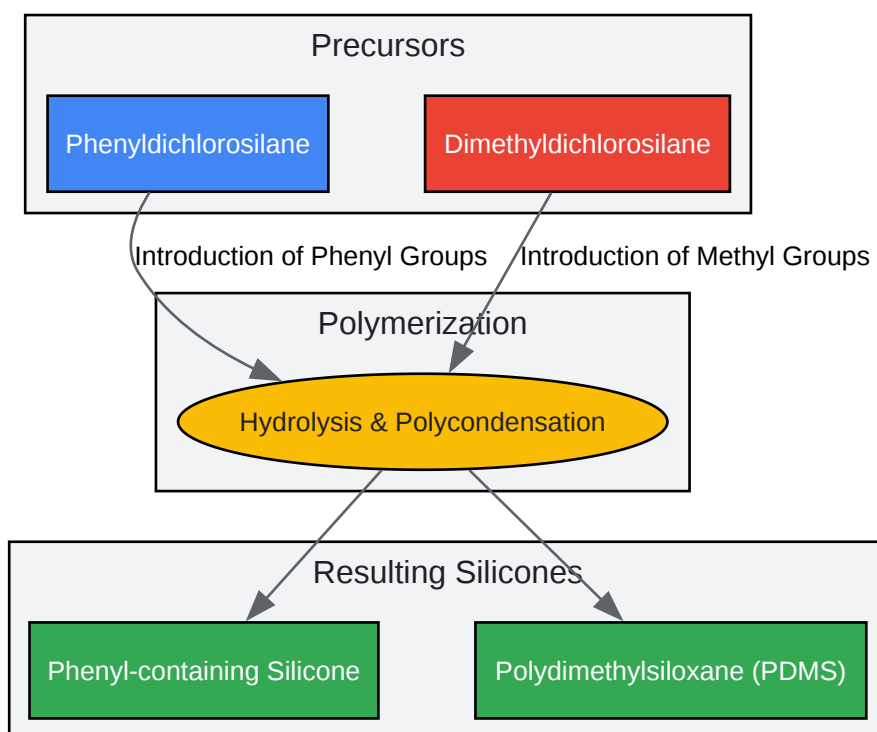 Precursors
Phenyldichlorosilane
Dimethyldichlorosilane
Introduction of Phenyl Groups
Introduction of Methyl Groups
Polymerization
Hydrolysis & Polycondensation
Resulting Silicones
Phenyl-containing Silicone
Polydimethylsiloxane (PDMS)